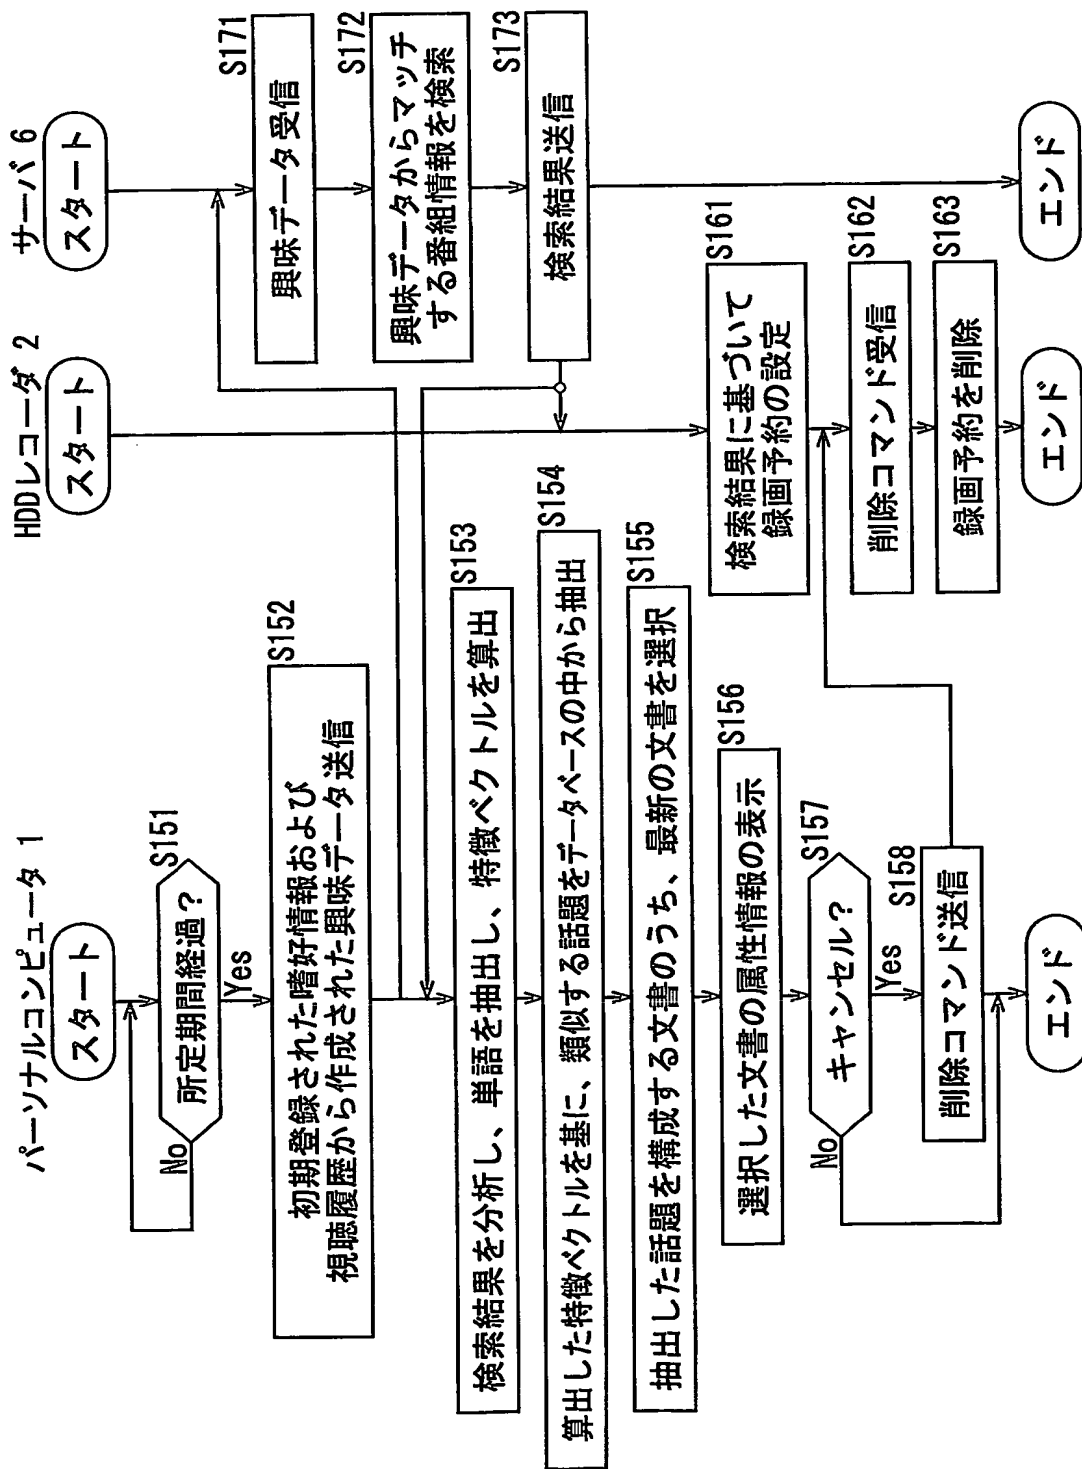 パーソナルコンピュータ 1
スタート
S151
所定期間経過？
No
Yes
S152
初期登録された嗜好情報および
視聴履歴から作成された興味データ送信
S153
検索結果を分析し、単語を抽出し、特徴ベクトルを算出
S154
算出した特徴ベクトルを基に、類似する話題をデータベースの中から抽出
S155
抽出した話題を構成する文書のうち、最新の文書を選択
S156
選択した文書の属性情報の表示
S157
キャンセル？
No
Yes
S158
削除コマンド送信
エンド
HDDレコーダ 2
スタート
S161
検索結果に基づいて
録画予約の設定
S162
削除コマンド受信
S163
録画予約を削除
エンド
サーバ 6
スタート
S171
興味データ受信
S172
興味データからマッチ
する番組情報を検索
S173
検索結果送信
エンド